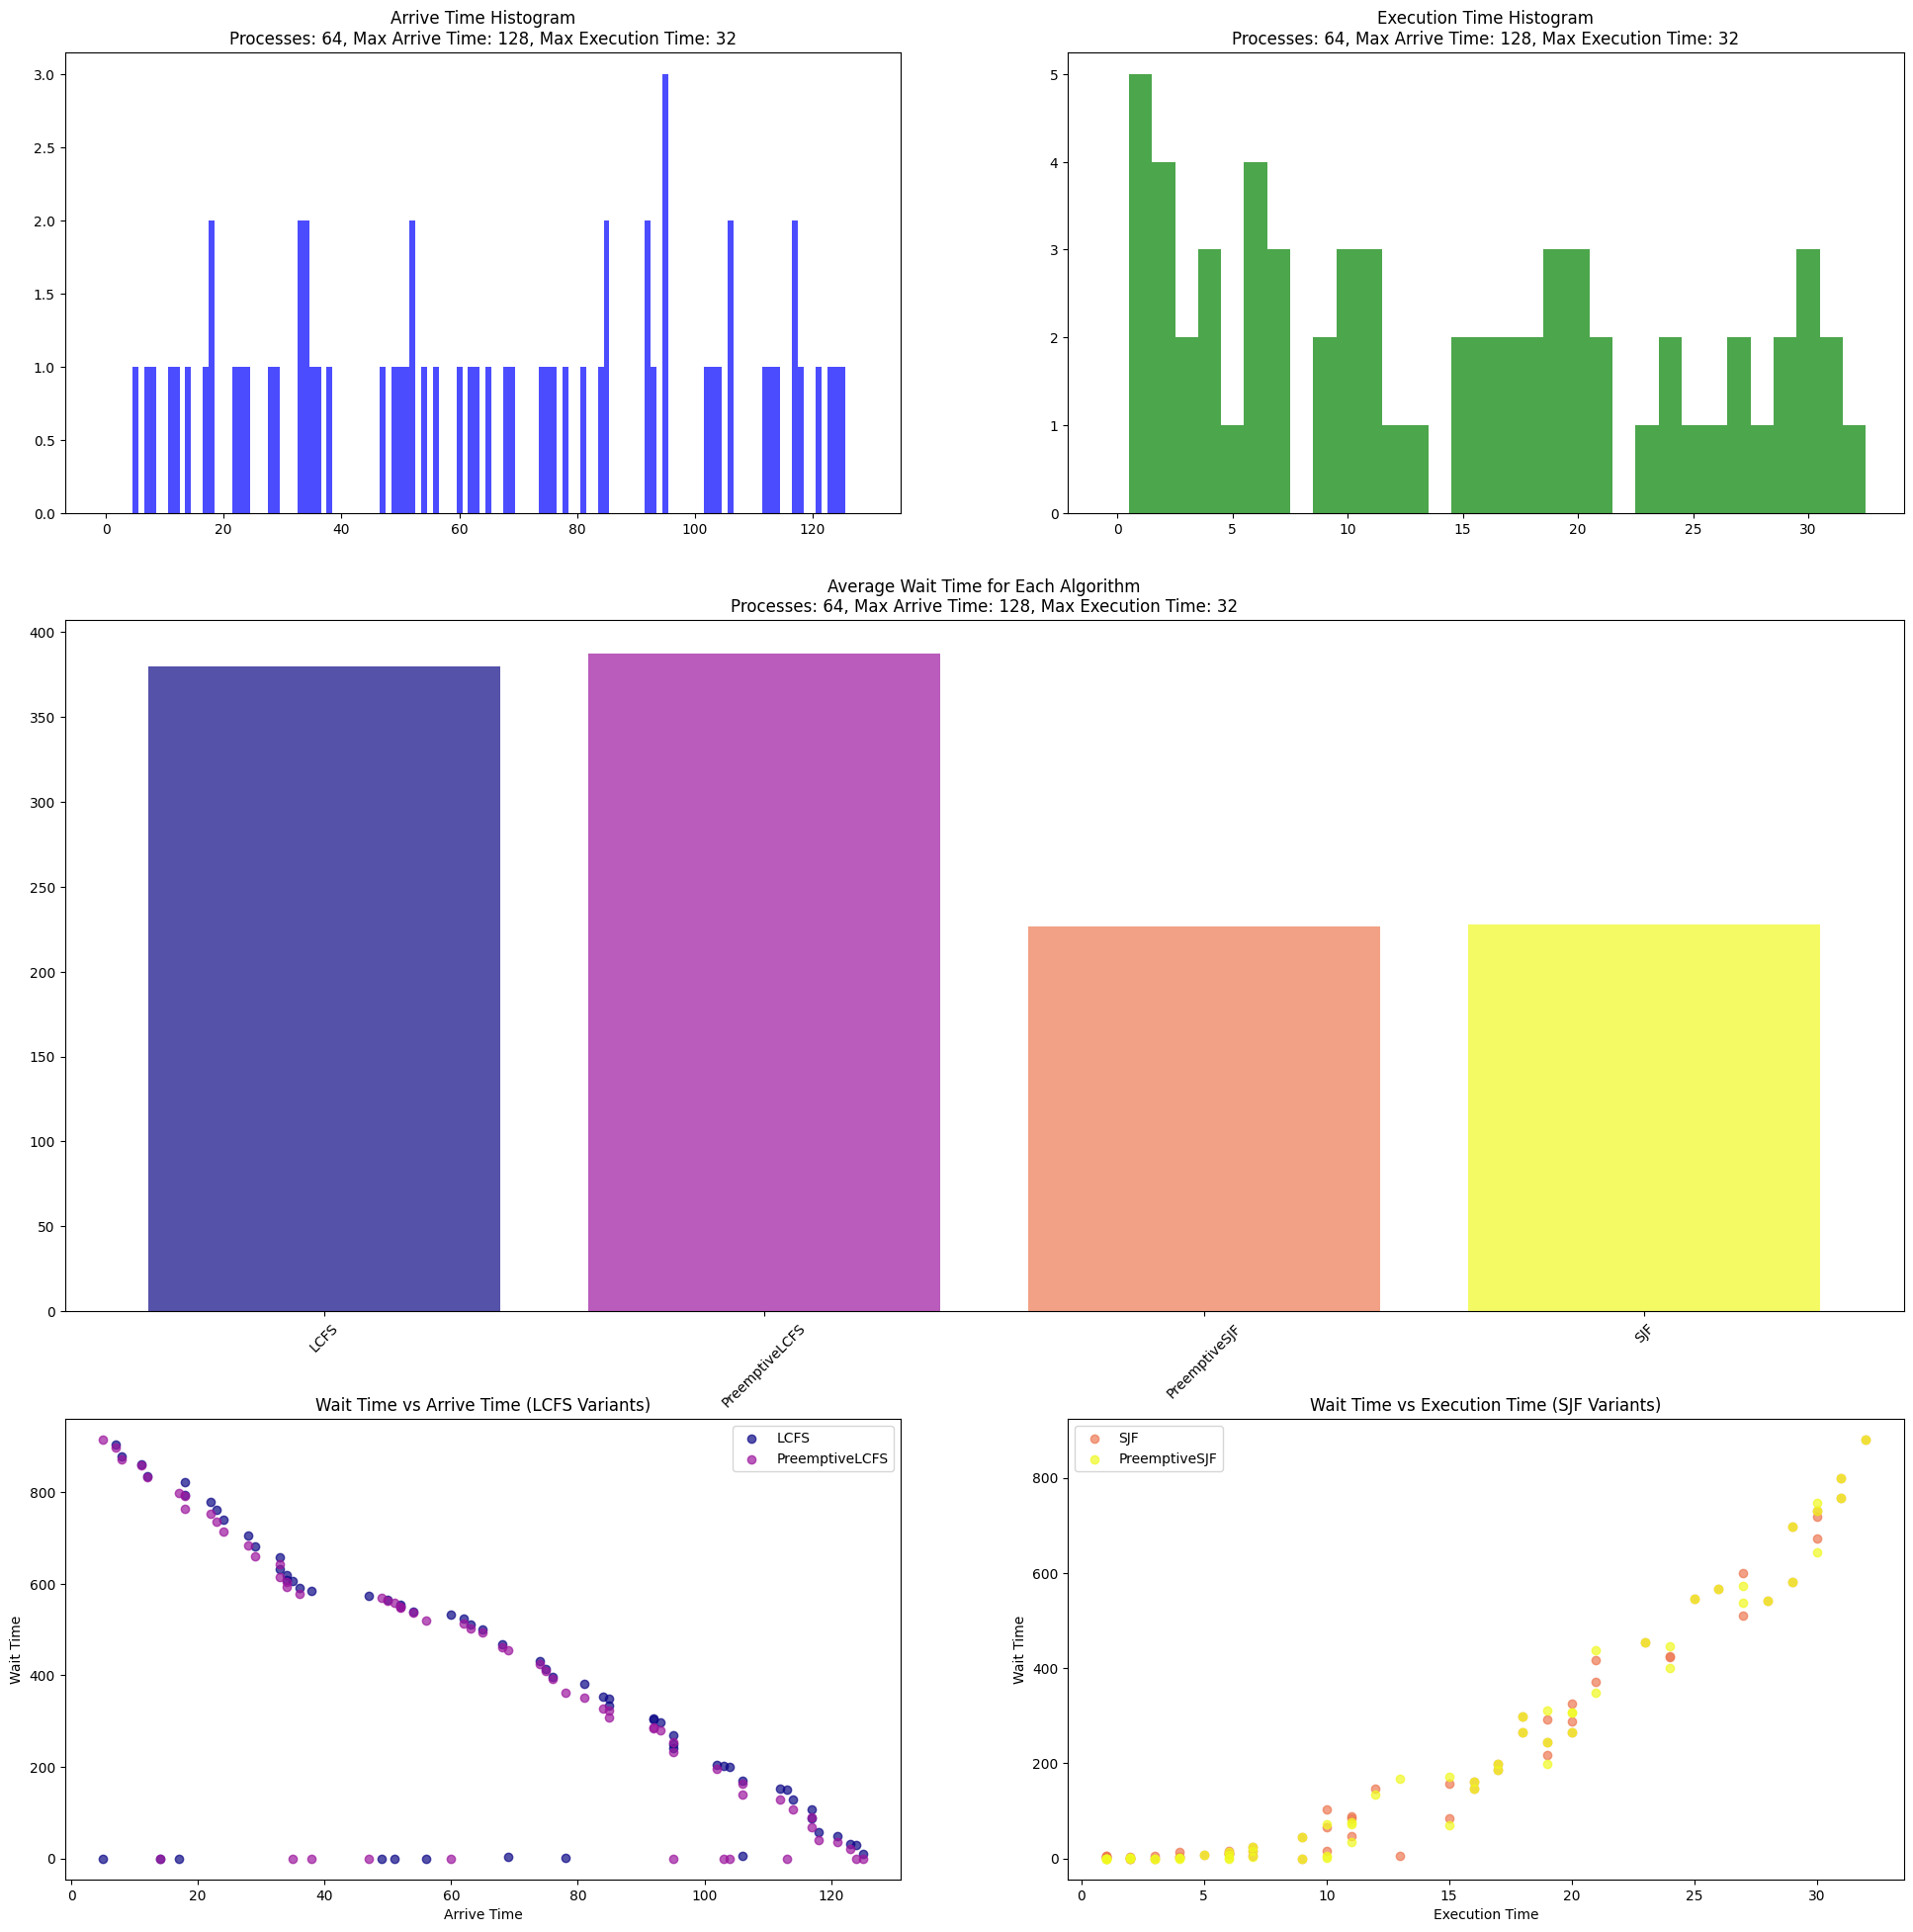 Arrive Time Histogram
Processes: 64, Max Arrive Time: 128, Max Execution Time: 32
3.0
2.5
2.0
1.5
1.0
0.5
0.0
0 20 40 60 80 100 120
Execution Time Histogram
Processes: 64, Max Arrive Time: 128, Max Execution Time: 32
5
4
3
2
1
0
0 5 10 15 20 25 30
Average Wait Time for Each Algorithm
Processes: 64, Max Arrive Time: 128, Max Execution Time: 32
400
350
300
250
200
150
100
50
0
LCFS
PreemptiveLCFS
PreemptiveSJF
SJF
Wait Time vs Arrive Time (LCFS Variants)
LCFS
PreemptiveLCFS
Wait Time
800
600
400
200
0
0 20 40 60 80 100 120
Arrive Time
Wait Time vs Execution Time (SJF Variants)
SJF
PreemptiveSJF
Wait Time
800
600
400
200
0
0 5 10 15 20 25 30
Execution Time